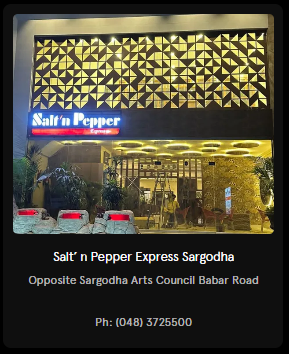 Salt'n Pepper
Express
Salt' n Pepper Express Sargodha
Opposite Sargodha Arts Council Babar Road
Ph: (048) 3725500